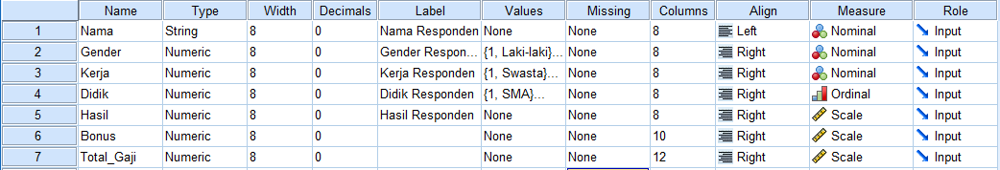 Name Type Width Decimals Label Values Missing Columns Align Measure Role
1 Nama String 8 0 Nama Responden None None 8 Left Nominal Input
2 Gender Numeric 8 0 Gender Respon... {1, Laki-laki}... None 8 Right Nominal Input
3 Kerja Numeric 8 0 Kerja Responden {1, Swasta}... None 8 Right Nominal Input
4 Didik Numeric 8 0 Didik Responden {1, SMA}... None 8 Right Ordinal Input
5 Hasil Numeric 8 0 Hasil Responden None None 8 Right Scale Input
6 Bonus Numeric 8 0 None None 10 Right Scale Input
7 Total_Gaji Numeric 8 0 None None 12 Right Scale Input